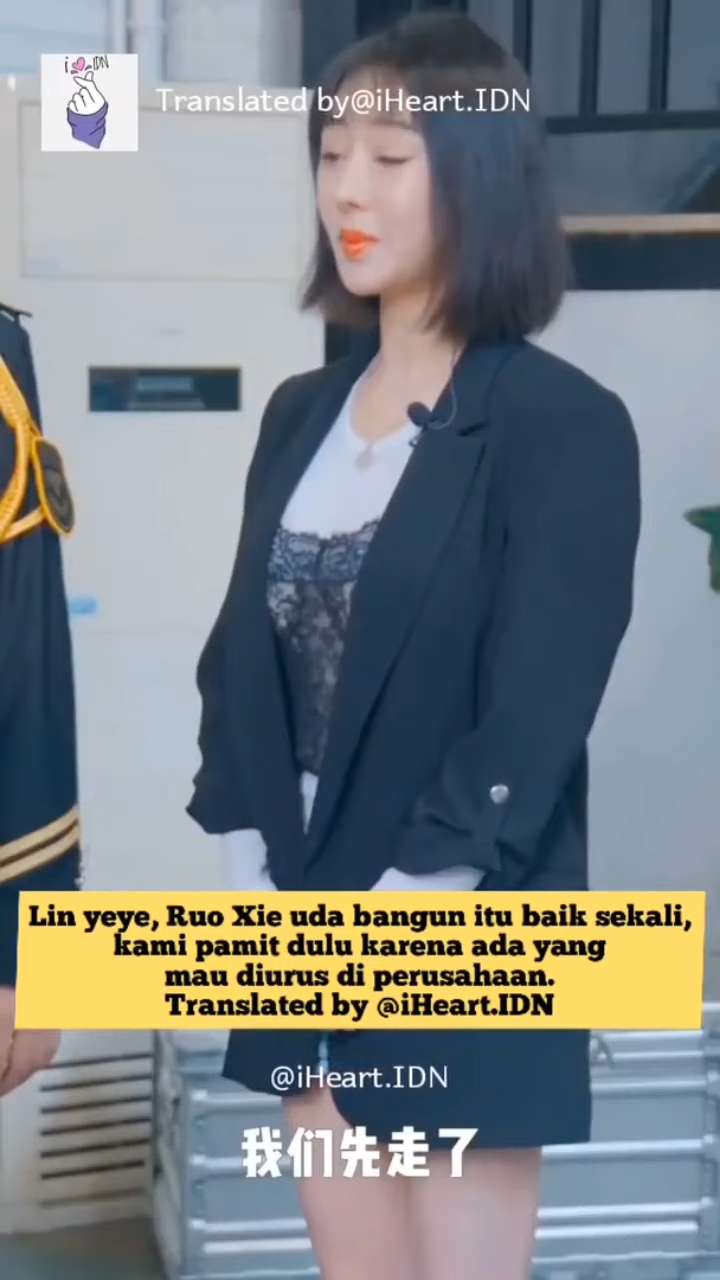 i IDN
Translated by@iHeart.IDN
Lin yeye, Ruo Xie uda bangun itu baik sekali,
kami pamit dulu karena ada yang
mau diurus di perusahaan.
Translated by @iHeart.IDN
@iHeart.IDN
我们先走了